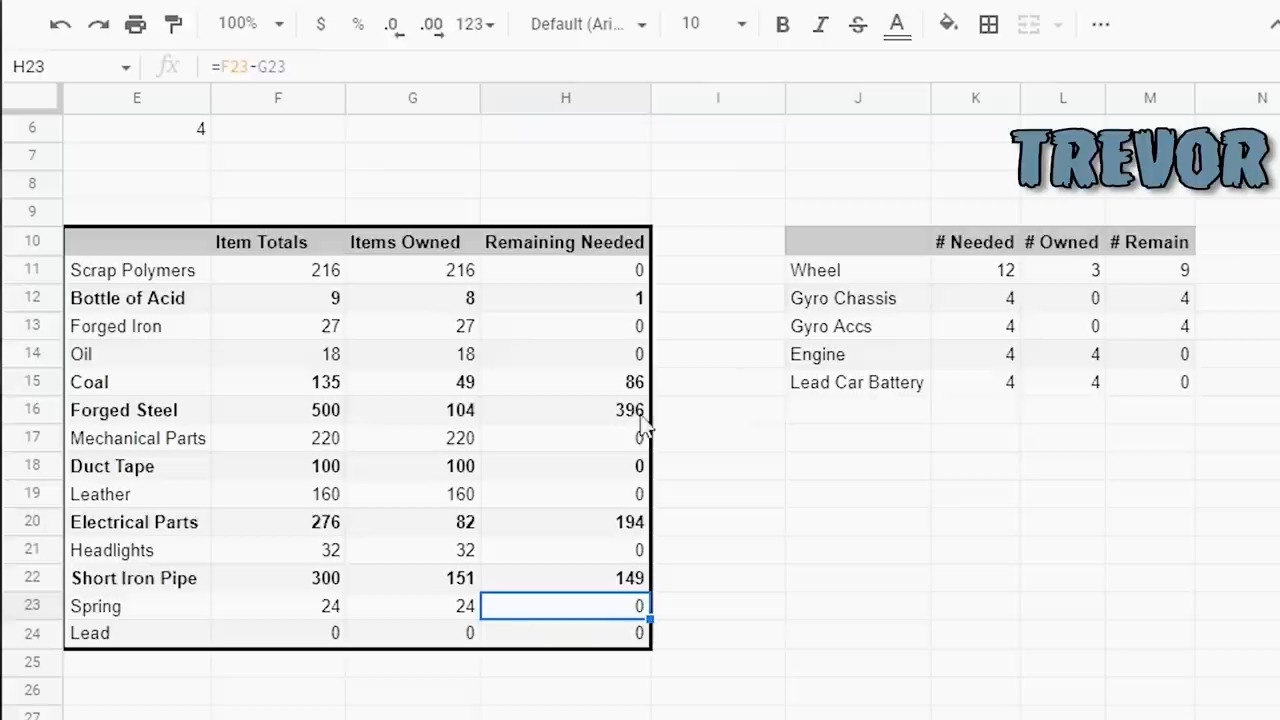 100% $ % .0 .00 123 Default (Ari... 10 B I S A ...
H23 fx =F23-G23
E F G H I J K L M N
6 4
7
8
TREVOR
9
10 Item Totals Items Owned Remaining Needed # Needed # Owned # Remain
11 Scrap Polymers 216 216 0 Wheel 12 3 9
12 Bottle of Acid 9 8 1 Gyro Chassis 4 0 4
13 Forged Iron 27 27 0 Gyro Accs 4 0 4
14 Oil 18 18 0 Engine 4 4 0
15 Coal 135 49 86 Lead Car Battery 4 4 0
16 Forged Steel 500 104 396
17 Mechanical Parts 220 220 0
18 Duct Tape 100 100 0
19 Leather 160 160 0
20 Electrical Parts 276 82 194
21 Headlights 32 32 0
22 Short Iron Pipe 300 151 149
23 Spring 24 24 0
24 Lead 0 0 0
25
26
27